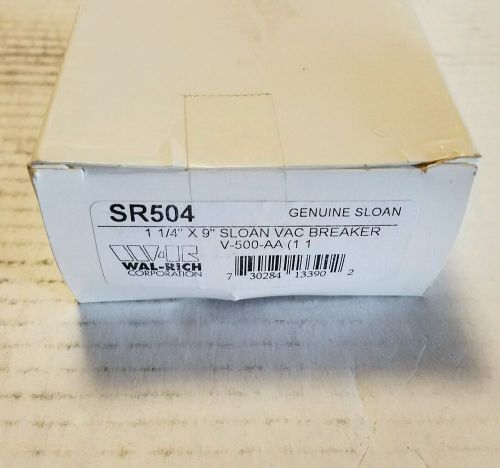 SR504 GENUINE SLOAN
1 1/4" X 9" SLOAN VAC BREAKER
V-500-AA (1 1
WAL-RICH
CORPORATION
7 30284 13390 2